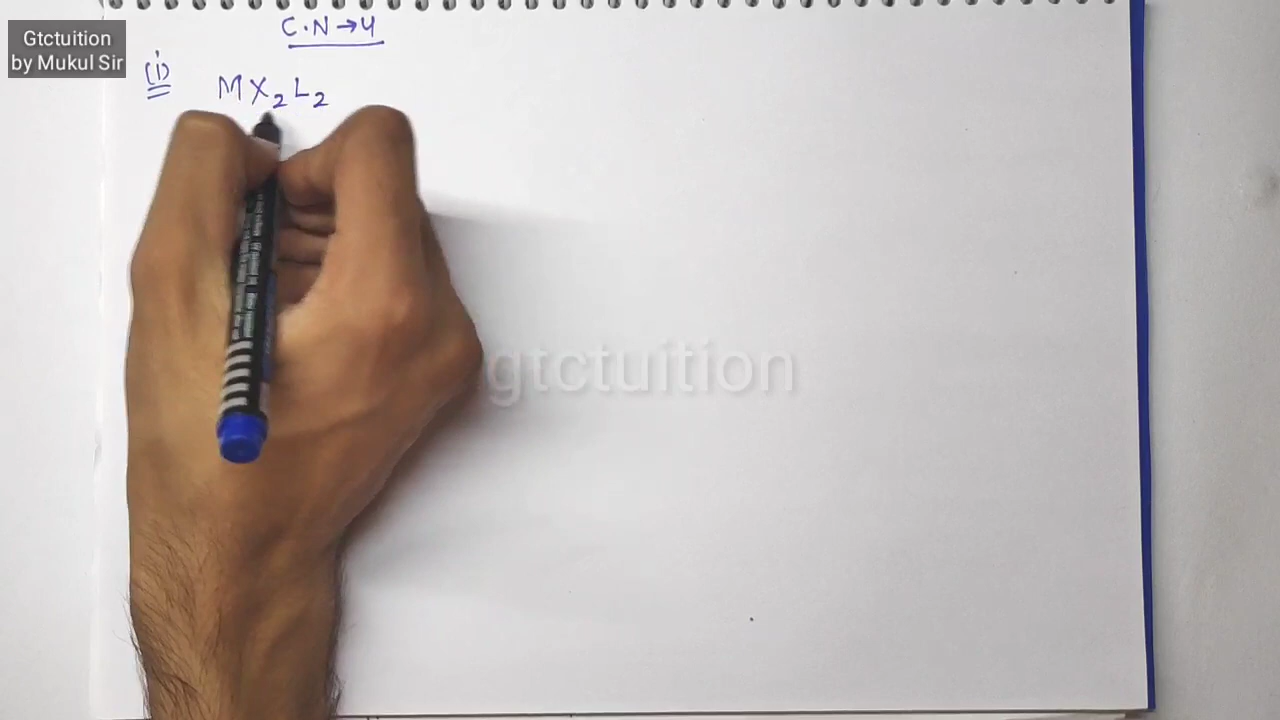 Gtctuition
by Mukul Sir
C.N→4
(i) MX₂L₂
gtctuition